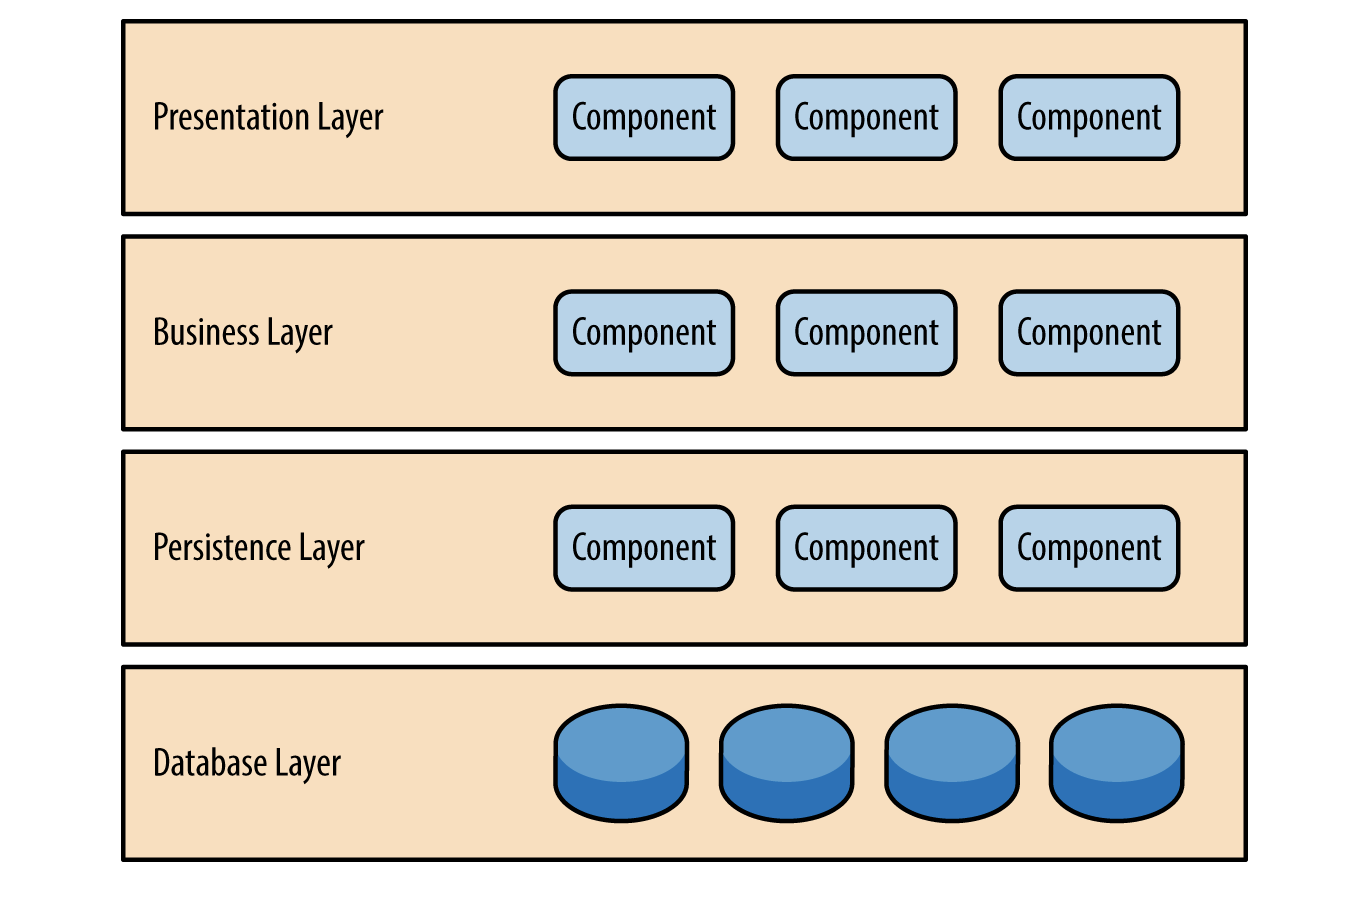 Presentation Layer
Component Component Component
Business Layer
Component Component Component
Persistence Layer
Component Component Component
Database Layer